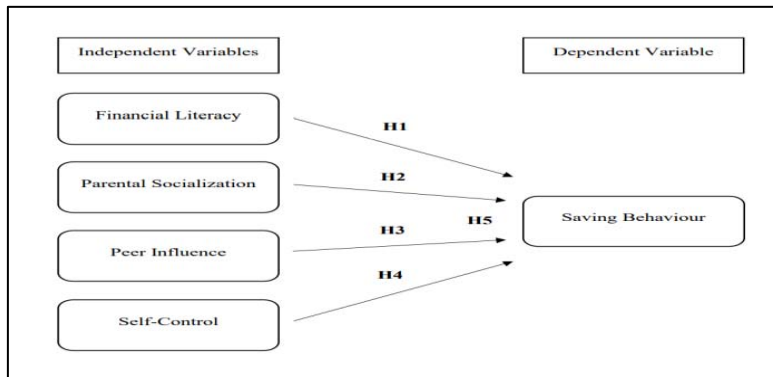 Independent Variables
Dependent Variable
Financial Literacy
H1
Parental Socialization
H2
Saving Behaviour
H5
Peer Influence
H3
H4
Self-Control